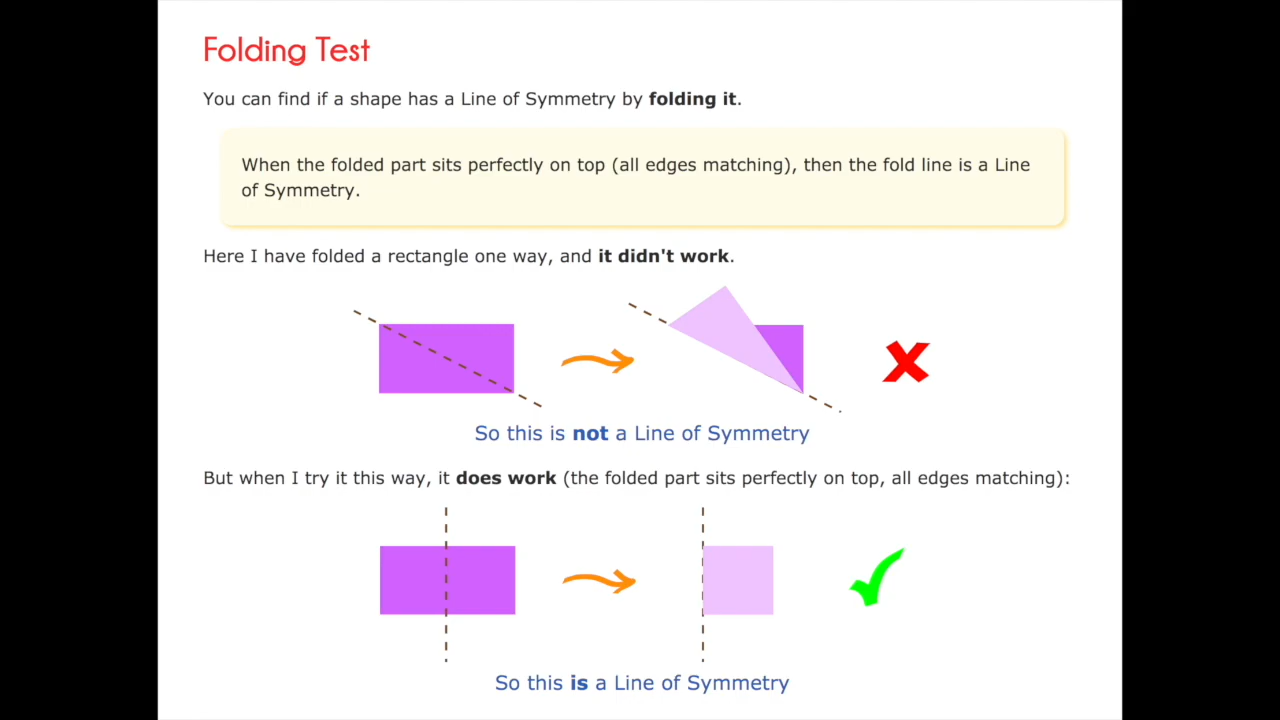 Folding Test
You can find if a shape has a Line of Symmetry by folding it.
When the folded part sits perfectly on top (all edges matching), then the fold line is a Line
of Symmetry.
Here I have folded a rectangle one way, and it didn't work.
So this is not a Line of Symmetry
But when I try it this way, it does work (the folded part sits perfectly on top, all edges matching):
So this is a Line of Symmetry